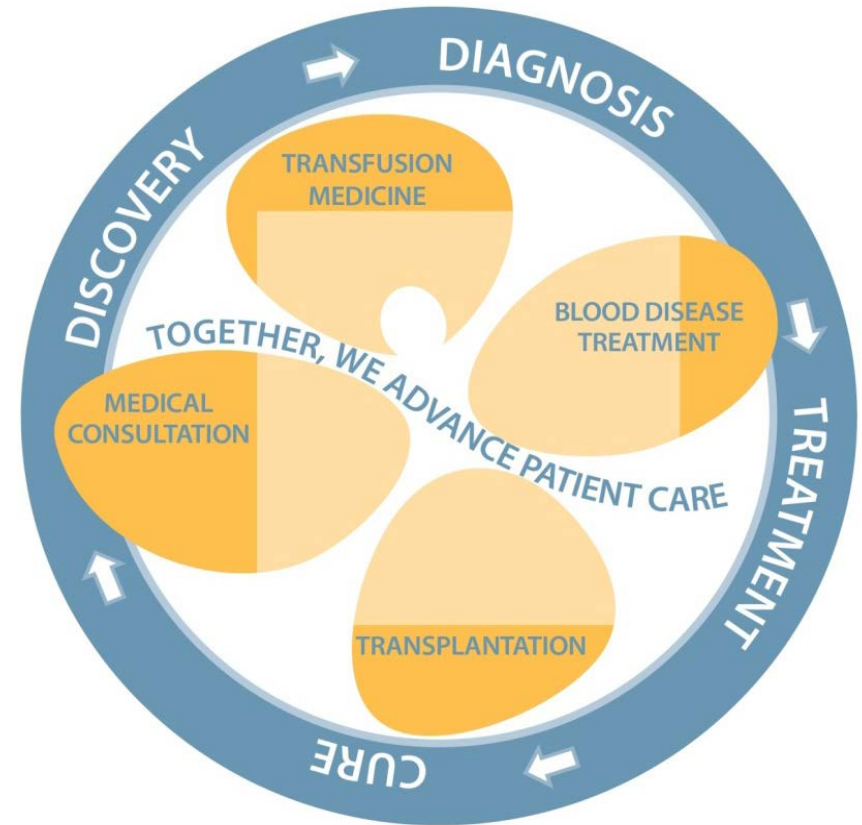 DISCOVERY
DIAGNOSIS
TREATMENT
CURE
TRANSFUSION
MEDICINE
BLOOD DISEASE
TREATMENT
TOGETHER, WE ADVANCE PATIENT CARE
MEDICAL
CONSULTATION
TRANSPLANTATION